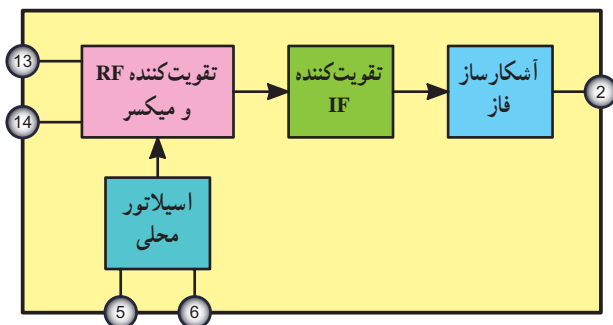 13
14
تقویت‌کننده RF
و میکسر
تقویت‌کننده
IF
آشکارساز
فاز
2
اسیلاتور
محلی
5
6